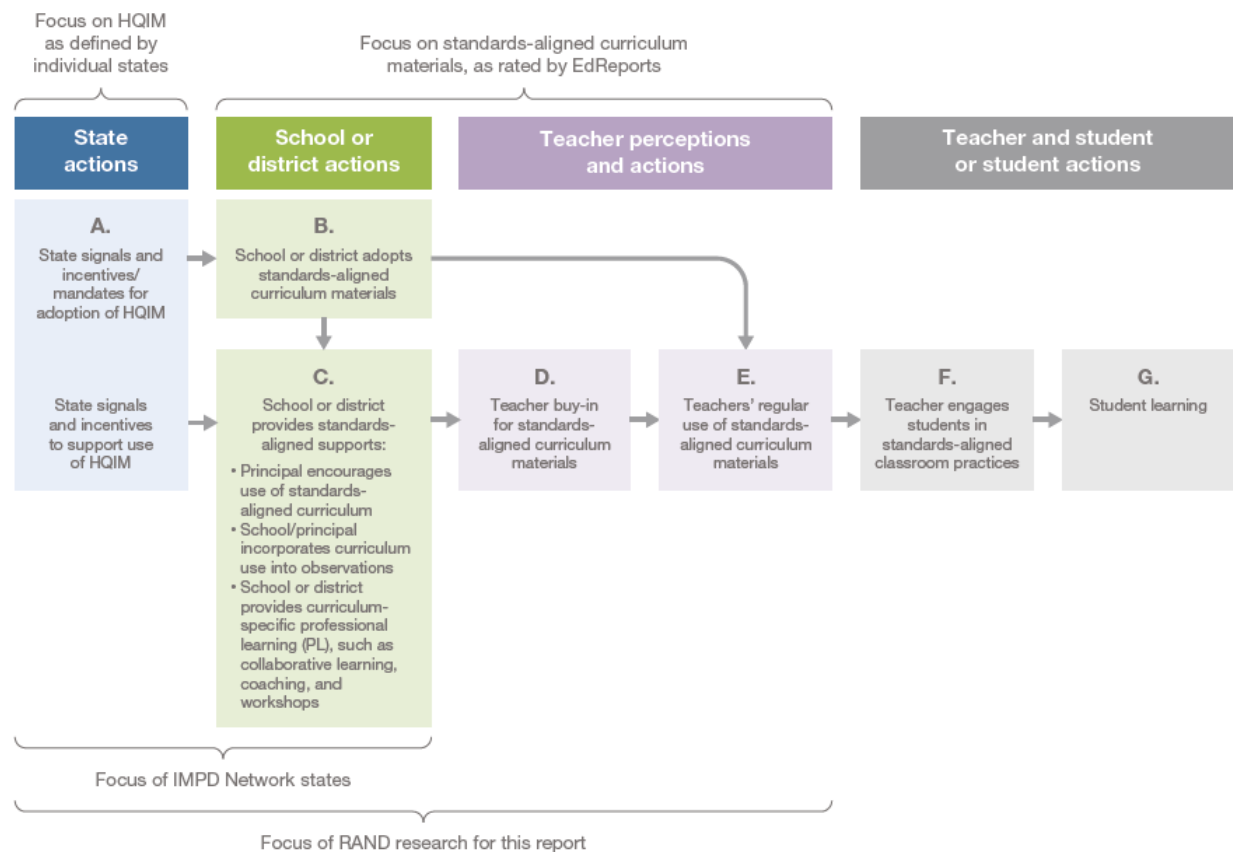 Focus on HQIM
as defined by
individual states
Focus on standards-aligned curriculum
materials, as rated by EdReports
State
actions
School or
district actions
Teacher perceptions
and actions
Teacher and student
or student actions
A.
State signals and
incentives/
mandates for
adoption of HQIM
B.
School or district adopts
standards-aligned
curriculum materials
State signals
and incentives
to support use
of HQIM
C.
School or district
provides standards-
aligned supports:
• Principal encourages
use of standards-
aligned curriculum
• School/principal
incorporates curriculum
use into observations
• School or district
provides curriculum-
specific professional
learning (PL), such as
collaborative learning,
coaching, and
workshops
D.
Teacher buy-in
for standards-
aligned curriculum
materials
E.
Teachers’ regular
use of standards-
aligned curriculum
materials
F.
Teacher engages
students in
standards-aligned
classroom practices
G.
Student learning
Focus of IMPD Network states
Focus of RAND research for this report